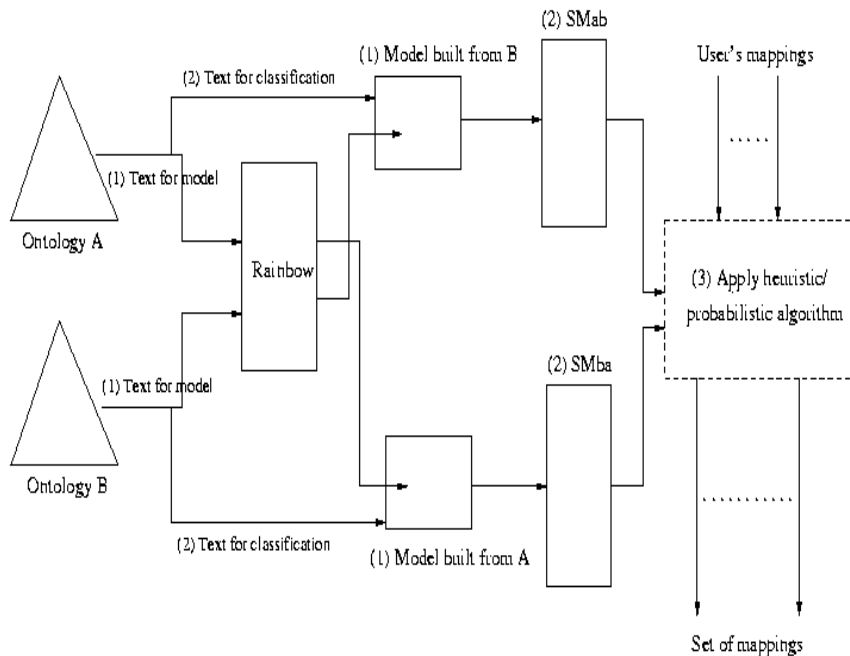 (2) SMab
(1) Model built from B
User's mappings
(2) Text for classification
(1) Text for model
Ontology A
Rainbow
(3) Apply heuristic/
probabilistic algorithm
(1) Text for model
(2) SMba
Ontology B
(2) Text for classification
(1) Model built from A
Set of mappings